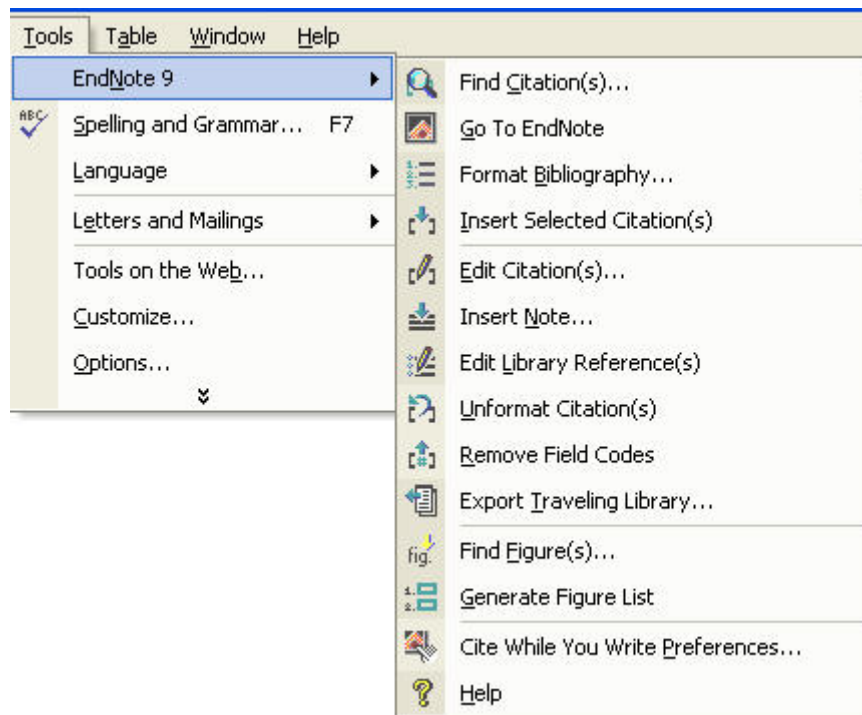 Tools Table Window Help
EndNote 9
ABC
Spelling and Grammar... F7
Language
Letters and Mailings
Tools on the Web...
Customize...
Options...
Find Citation(s)...
Go To EndNote
Format Bibliography...
Insert Selected Citation(s)
Edit Citation(s)...
Insert Note...
Edit Library Reference(s)
Unformat Citation(s)
Remove Field Codes
Export Traveling Library...
fig.
Find Figure(s)...
Generate Figure List
Cite While You Write Preferences...
Help